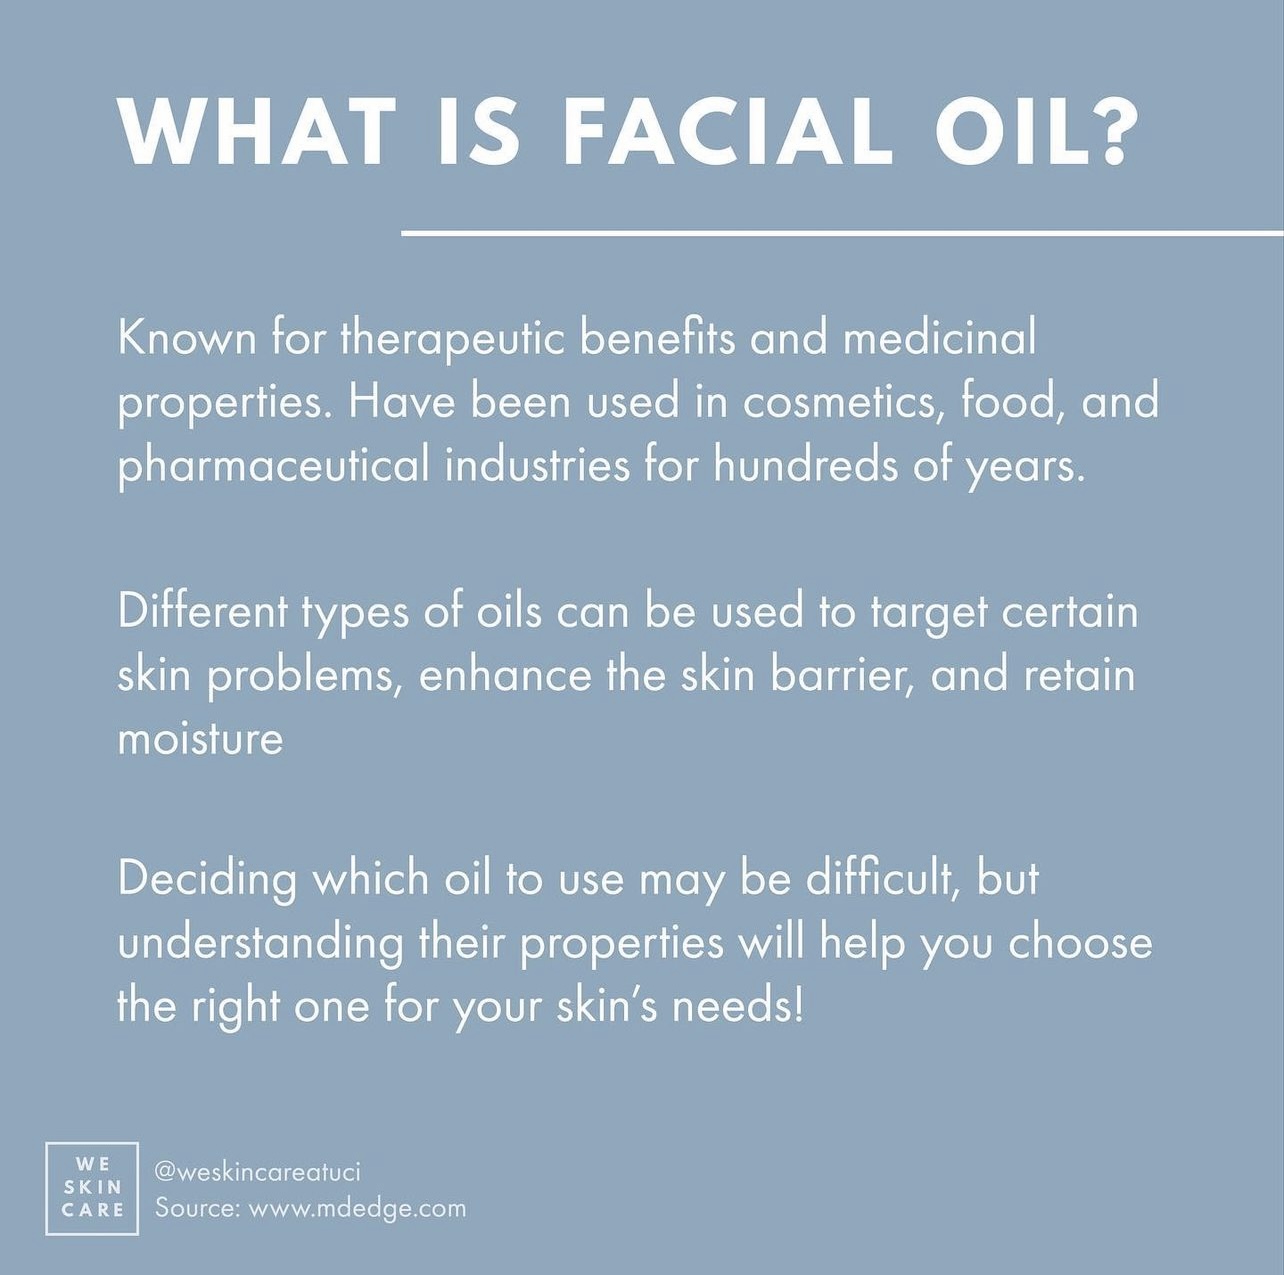 WHAT IS FACIAL OIL?
Known for therapeutic benefits and medicinal
properties. Have been used in cosmetics, food, and
pharmaceutical industries for hundreds of years.
Different types of oils can be used to target certain
skin problems, enhance the skin barrier, and retain
moisture
Deciding which oil to use may be difficult, but
understanding their properties will help you choose
the right one for your skin’s needs!
WE
SKIN
CARE
@weskincareatuci
Source: www.mdedge.com